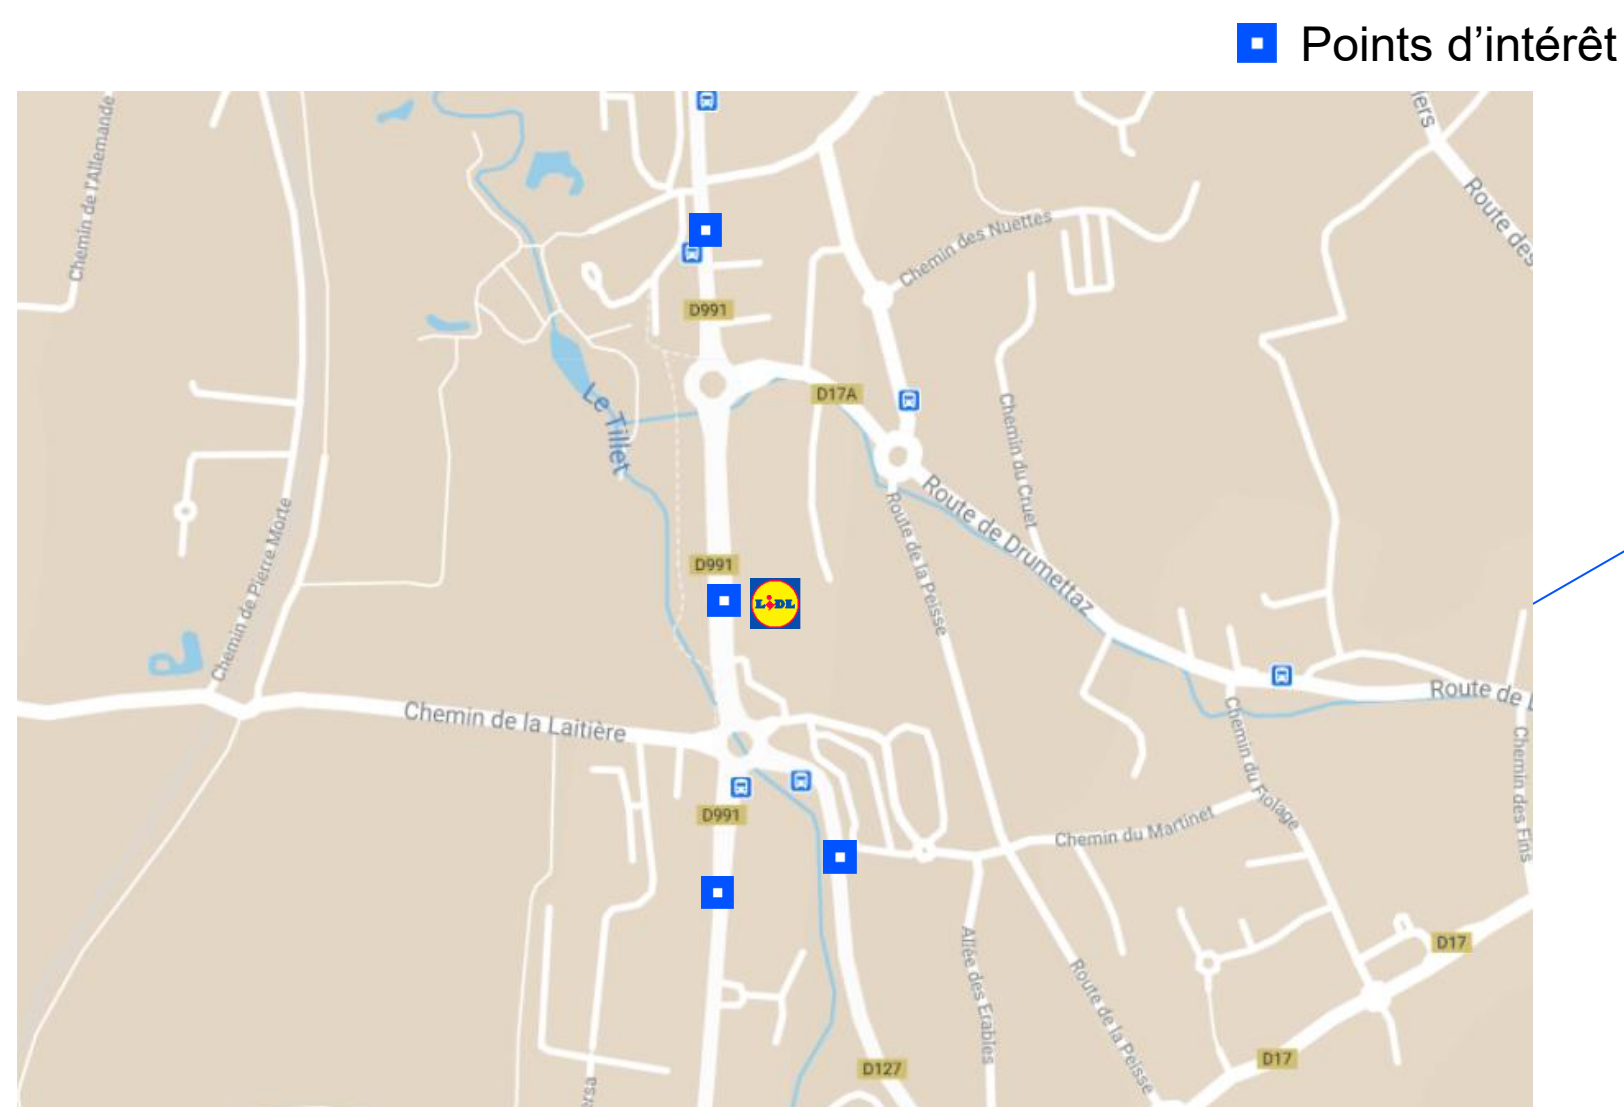 Points d’intérêt
Chemin de l'Allemande
Route des
Chemin des Nuettes
D991
D17A
Le Tillet
Chemin du Cruet
Route de Drumettaz
Route de la Peisse
Chemin de Pierre Morte
D991
LIDL
Route de
Chemin de la Laitière
Chemin du Fiolage
Chemin des Fins
D991
Chemin du Martinet
Allée des Erables
Route de la Peisse
D17
D17
D127